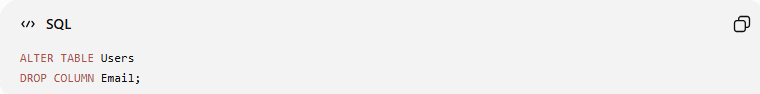 </> SQL
ALTER TABLE Users
DROP COLUMN Email;